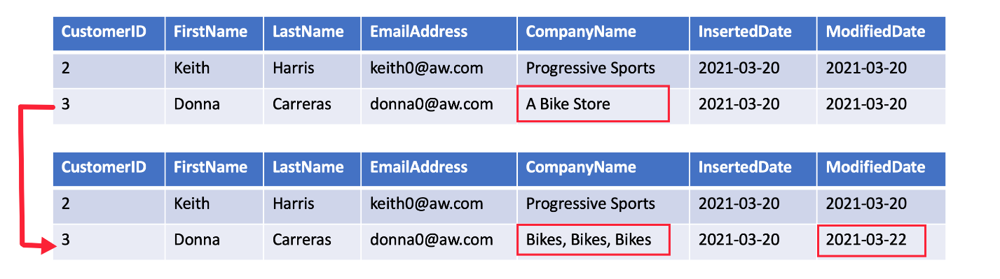 CustomerID FirstName LastName EmailAddress CompanyName InsertedDate ModifiedDate
2 Keith Harris keith0@aw.com Progressive Sports 2021-03-20 2021-03-20
3 Donna Carreras donna0@aw.com A Bike Store 2021-03-20 2021-03-20
CustomerID FirstName LastName EmailAddress CompanyName InsertedDate ModifiedDate
2 Keith Harris keith0@aw.com Progressive Sports 2021-03-20 2021-03-20
3 Donna Carreras donna0@aw.com Bikes, Bikes, Bikes 2021-03-20 2021-03-22